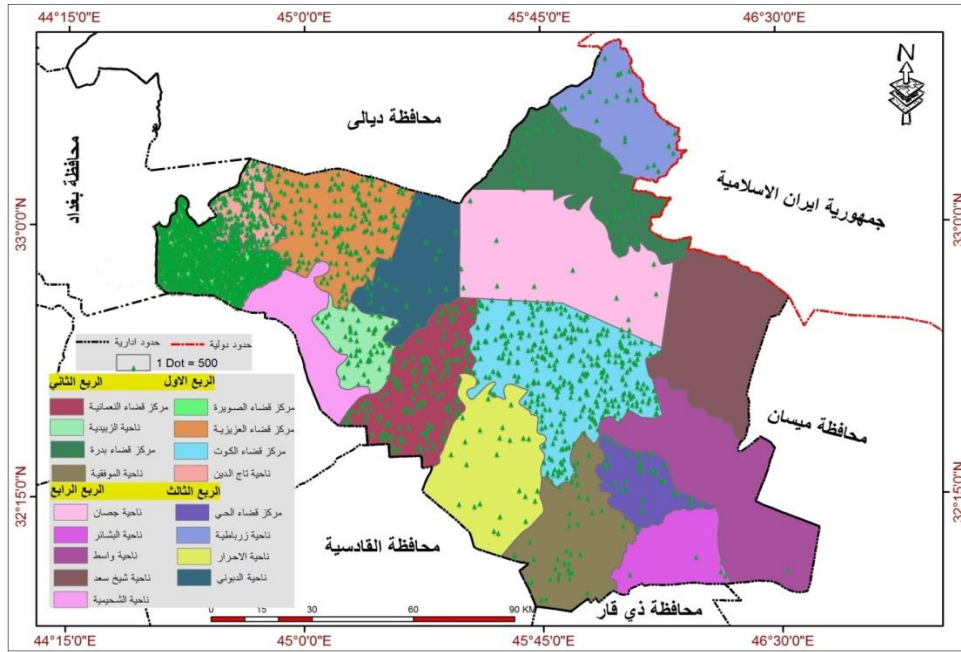 44°15'0"E 45°0'0"E 45°45'0"E 46°30'0"E
N
محافظة ديالى
محافظة بغداد
جمهورية ايران الاسلامية
33°0'0"N
33°0'0"N
حدود ادارية حدود دولية
1 Dot = 500
الربع الاول
مركز قضاء الصويرة
مركز قضاء العزيزية
مركز قضاء الكوت
ناحية تاج الدين
الربع الثاني
مركز قضاء النعمانية
ناحية الزبيدية
مركز قضاء بدرة
ناحية الموفقية
الربع الثالث
مركز قضاء الحي
ناحية زرباطية
ناحية الاحرار
ناحية الدبوني
الربع الرابع
ناحية جصان
ناحية البشائر
ناحية واسط
ناحية شيخ سعد
ناحية الشحيمية
محافظة ميسان
32°15'0"N
32°15'0"N
محافظة القادسية
محافظة ذي قار
0 15 30 60 90 KM
44°15'0"E 45°0'0"E 45°45'0"E 46°30'0"E